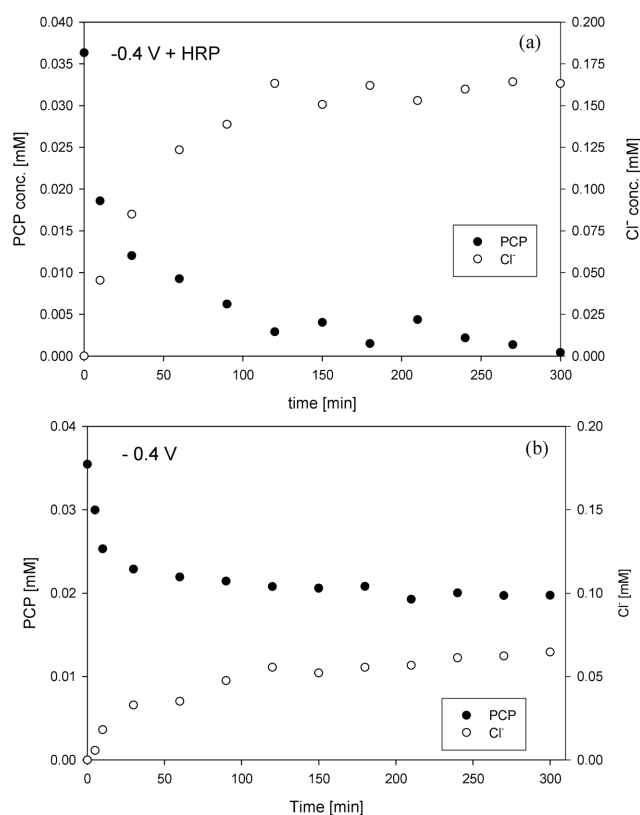 -0.4 V + HRP
(a)
0.040
0.035
0.030
0.025
0.020
0.015
0.010
0.005
0.000
PCP conc. [mM]
0.200
0.175
0.150
0.125
0.100
0.075
0.050
0.025
0.000
Cl⁻ conc. [mM]
PCP
Cl⁻
0 50 100 150 200 250 300
time [min]
- 0.4 V
(b)
0.04
0.03
0.02
0.01
0.00
PCP [mM]
0.20
0.15
0.10
0.05
0.00
Cl⁻ [mM]
PCP
Cl⁻
0 50 100 150 200 250 300
Time [min]